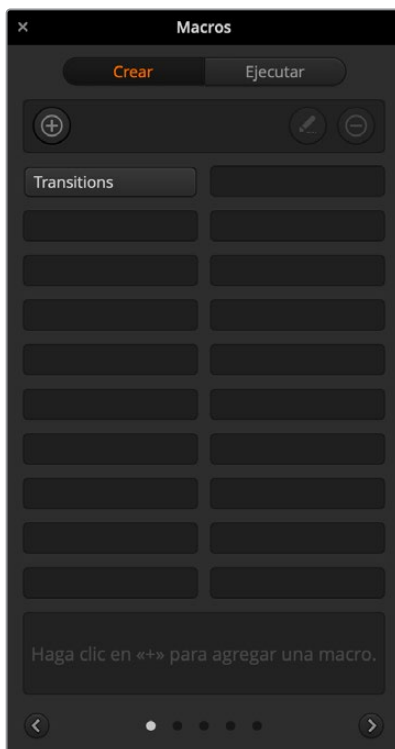 Macros
Crear
Ejecutar
Transitions
Haga clic en «+» para agregar una macro.